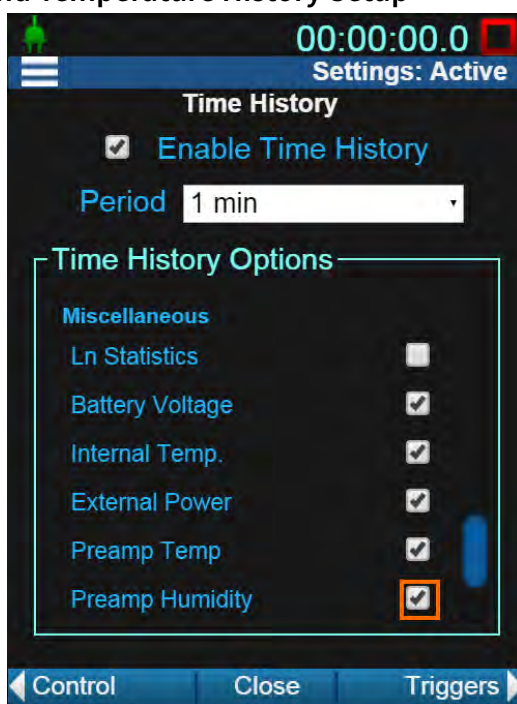 Temperature History Setup
00:00:00.0
Settings: Active
Time History
Enable Time History
Period 1 min
Time History Options
Miscellaneous
Ln Statistics
Battery Voltage
Internal Temp.
External Power
Preamp Temp
Preamp Humidity
Control Close Triggers